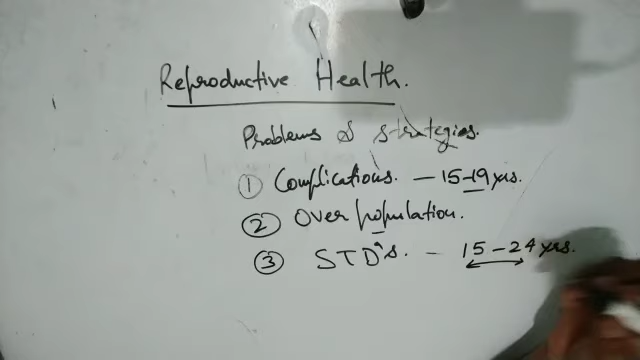 Reproductive Health.
Problems & strategies.
① Complications. – 15-19 yrs.
② Over population.
③ STD's. – 15-24 yrs.